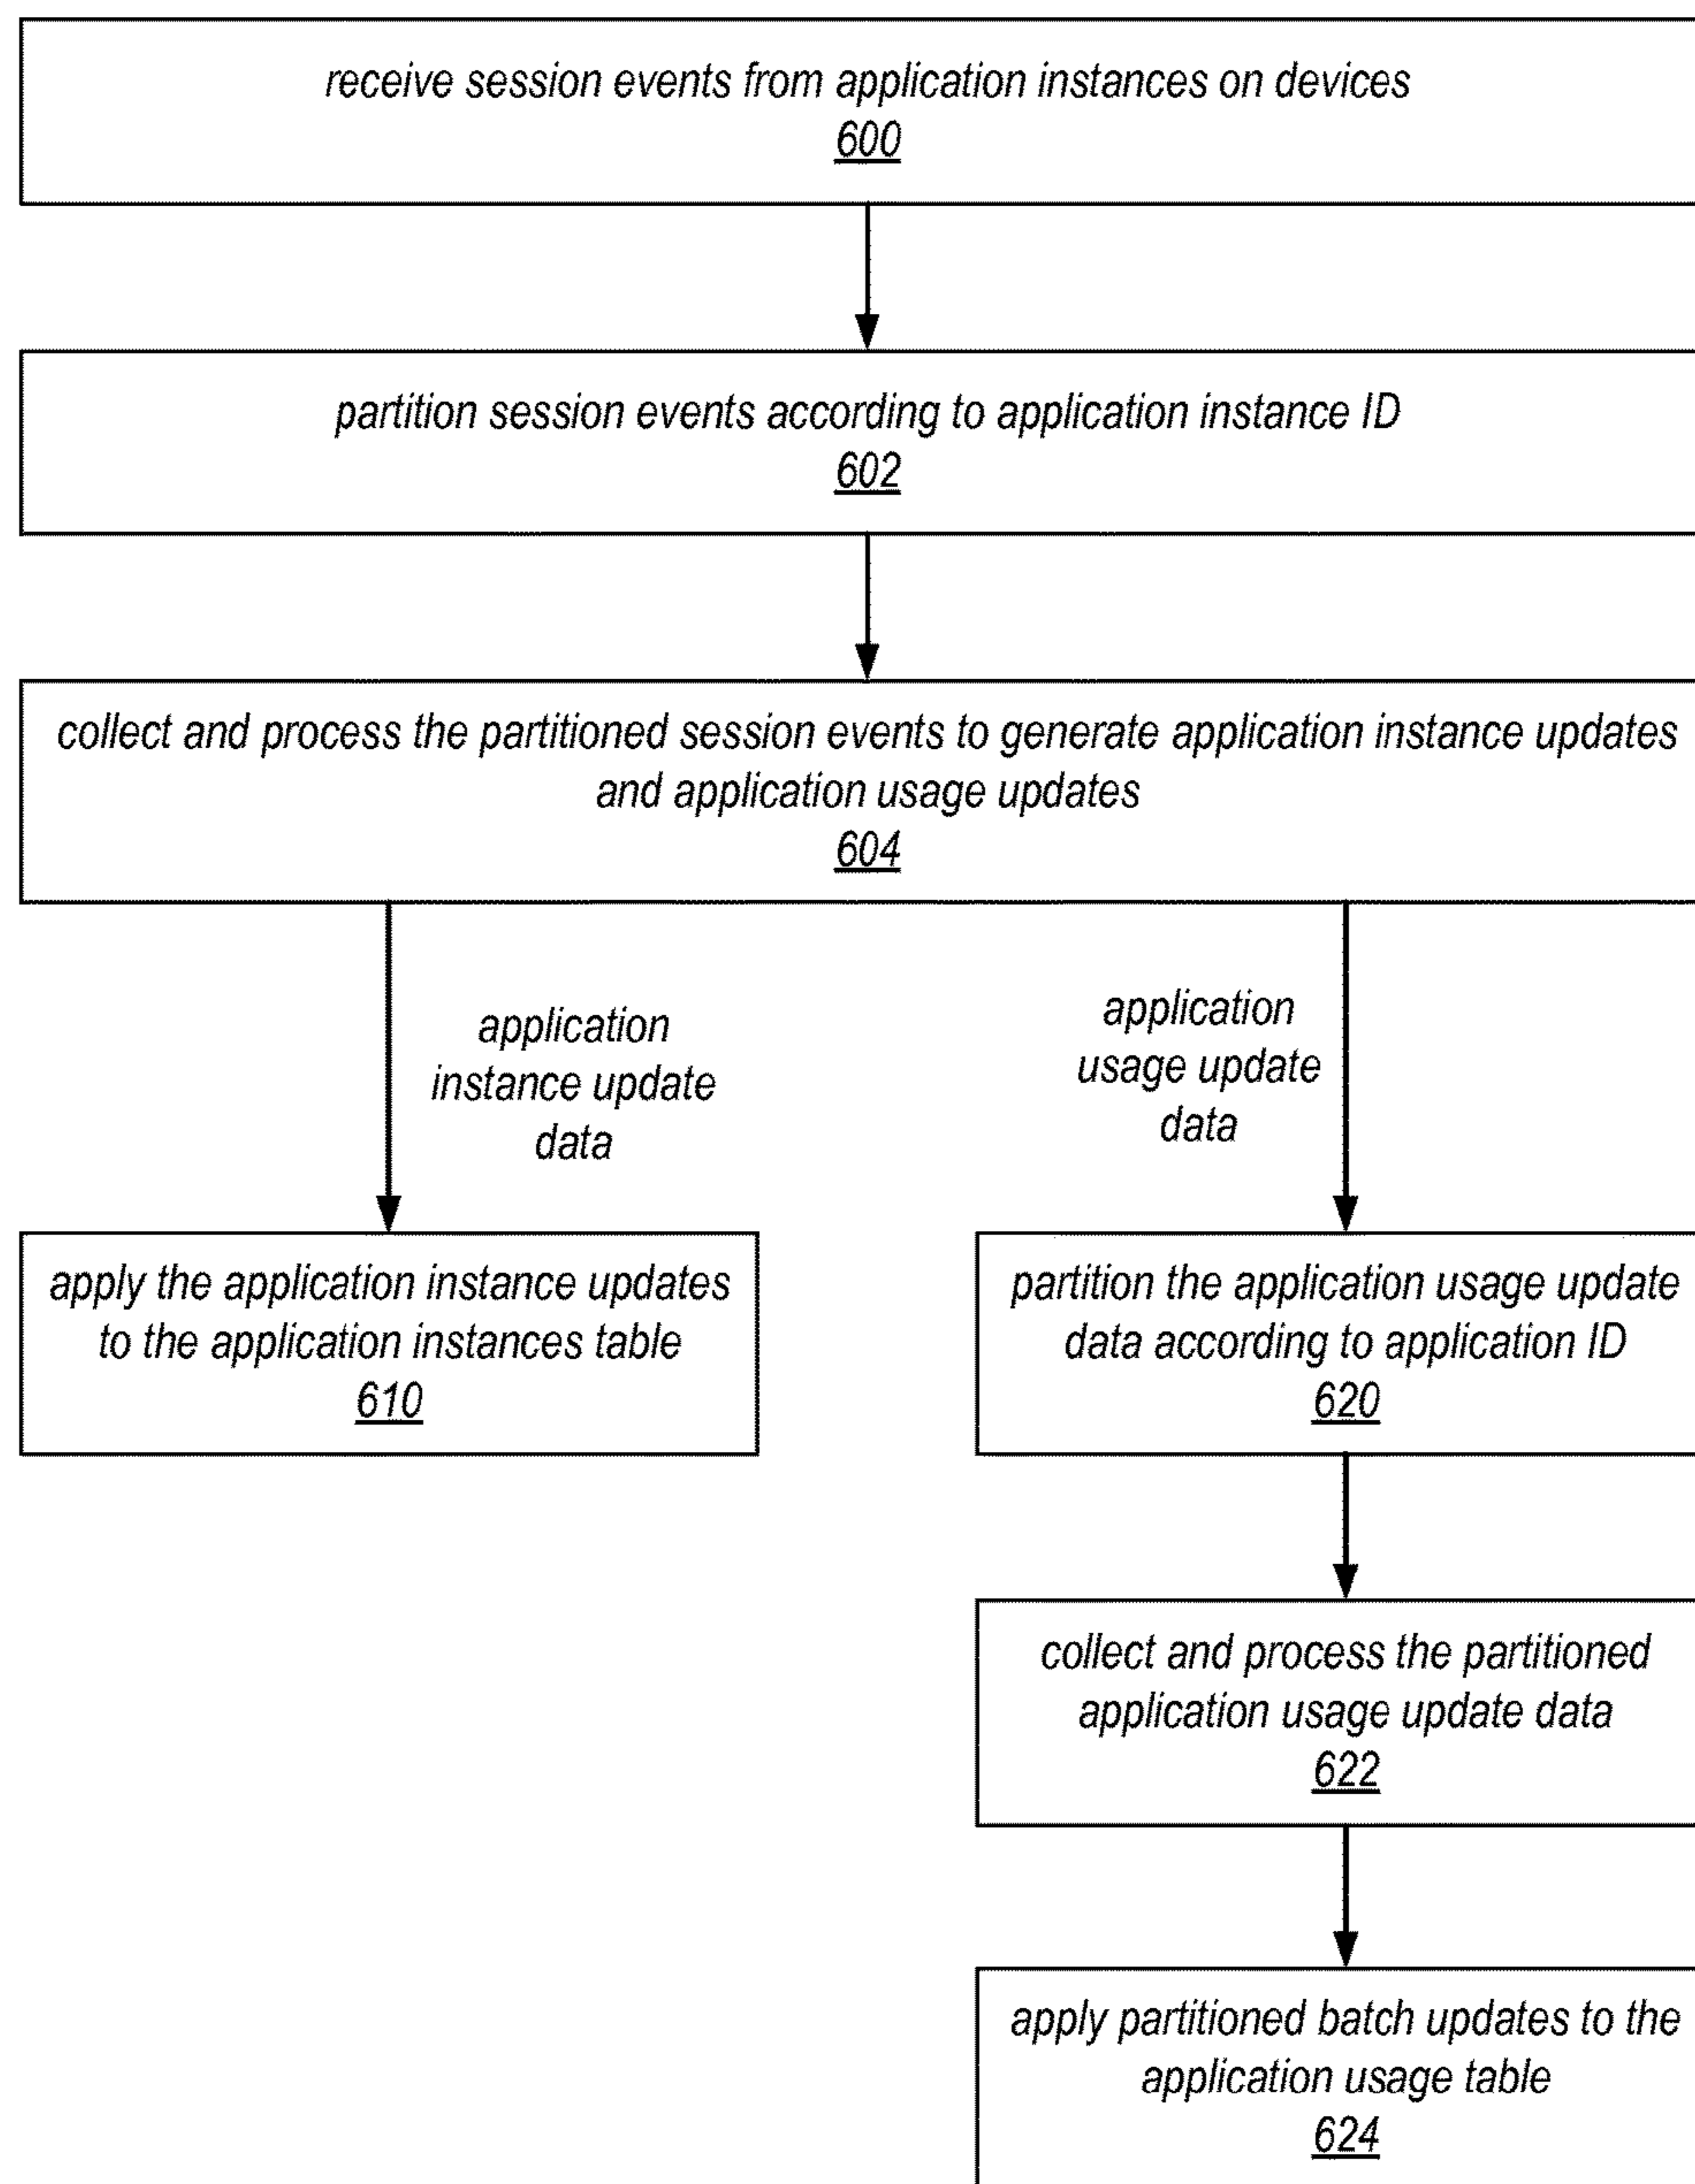 receive session events from application instances on devices
600
partition session events according to application instance ID
602
collect and process the partitioned session events to generate application instance updates
and application usage updates
604
application
instance update
data
application
usage update
data
apply the application instance updates
to the application instances table
610
partition the application usage update
data according to application ID
620
collect and process the partitioned
application usage update data
622
apply partitioned batch updates to the
application usage table
624